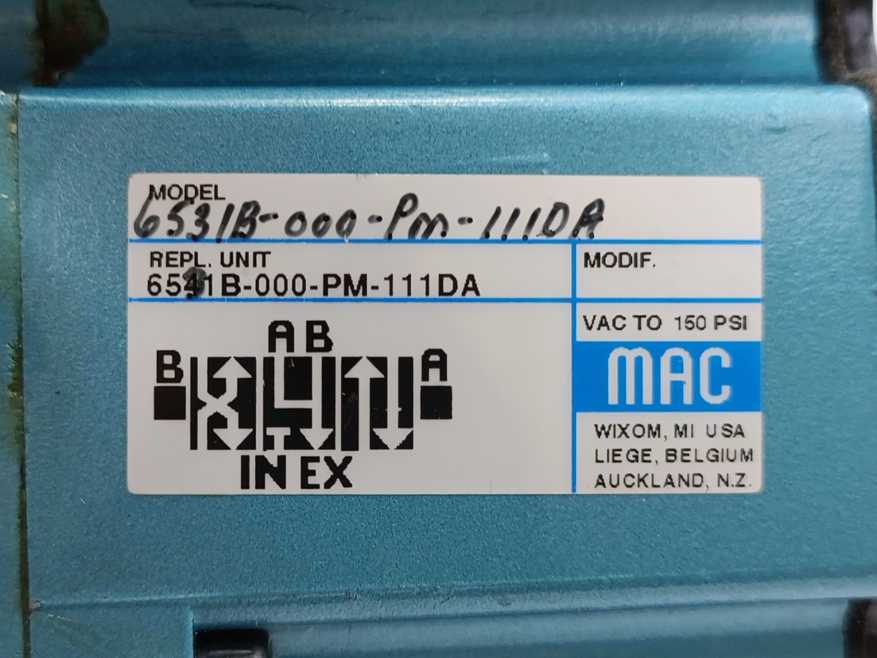 MODEL
6531B-000-Pm-111DA
REPL. UNIT
6531B-000-PM-111DA
MODIF.
VAC TO 150 PSI
MAC
A B
B
A
IN EX
WIXOM, MI USA
LIEGE, BELGIUM
AUCKLAND, N.Z.